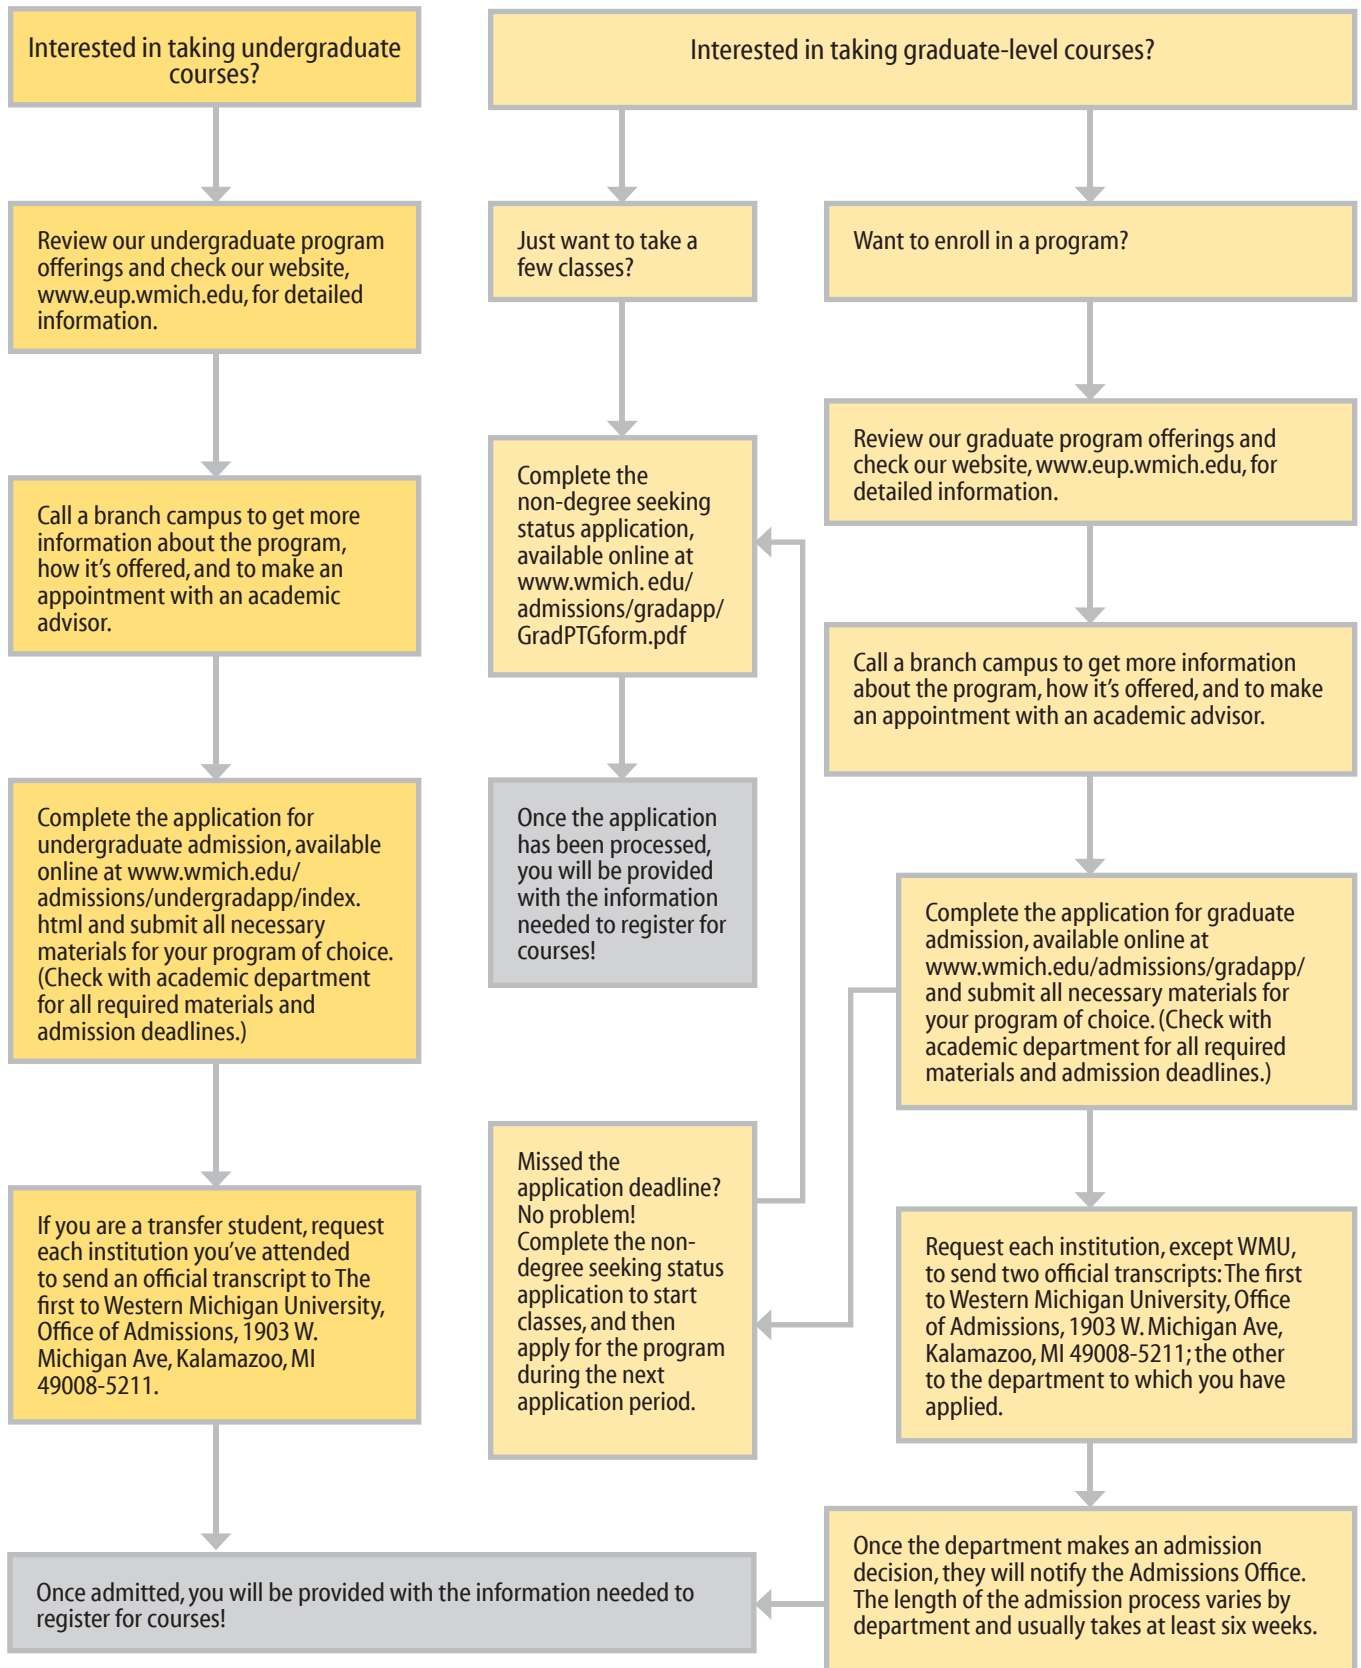 Interested in taking undergraduate
courses?
Review our undergraduate program
offerings and check our website,
www.eup.wmich.edu, for detailed
information.
Call a branch campus to get more
information about the program,
how it's offered, and to make an
appointment with an academic
advisor.
Complete the application for
undergraduate admission, available
online at www.wmich.edu/
admissions/undergradapp/index.
html and submit all necessary
materials for your program of choice.
(Check with academic department
for all required materials and
admission deadlines.)
If you are a transfer student, request
each institution you've attended
to send an official transcript to The
first to Western Michigan University,
Office of Admissions, 1903 W.
Michigan Ave, Kalamazoo, MI
49008-5211.
Interested in taking graduate-level courses?
Just want to take a
few classes?
Complete the
non-degree seeking
status application,
available online at
www.wmich. edu/
admissions/gradapp/
GradPTGform.pdf
Once the application
has been processed,
you will be provided
with the information
needed to register for
courses!
Missed the
application deadline?
No problem!
Complete the non-
degree seeking status
application to start
classes, and then
apply for the program
during the next
application period.
Want to enroll in a program?
Review our graduate program offerings and
check our website, www.eup.wmich.edu, for
detailed information.
Call a branch campus to get more information
about the program, how it's offered, and to make
an appointment with an academic advisor.
Complete the application for graduate
admission, available online at
www.wmich.edu/admissions/gradapp/
and submit all necessary materials for
your program of choice. (Check with
academic department for all required
materials and admission deadlines.)
Request each institution, except WMU,
to send two official transcripts: The first
to Western Michigan University, Office
of Admissions, 1903 W. Michigan Ave,
Kalamazoo, MI 49008-5211; the other
to the department to which you have
applied.
Once the department makes an admission
decision, they will notify the Admissions Office.
The length of the admission process varies by
department and usually takes at least six weeks.
Once admitted, you will be provided with the information needed to
register for courses!